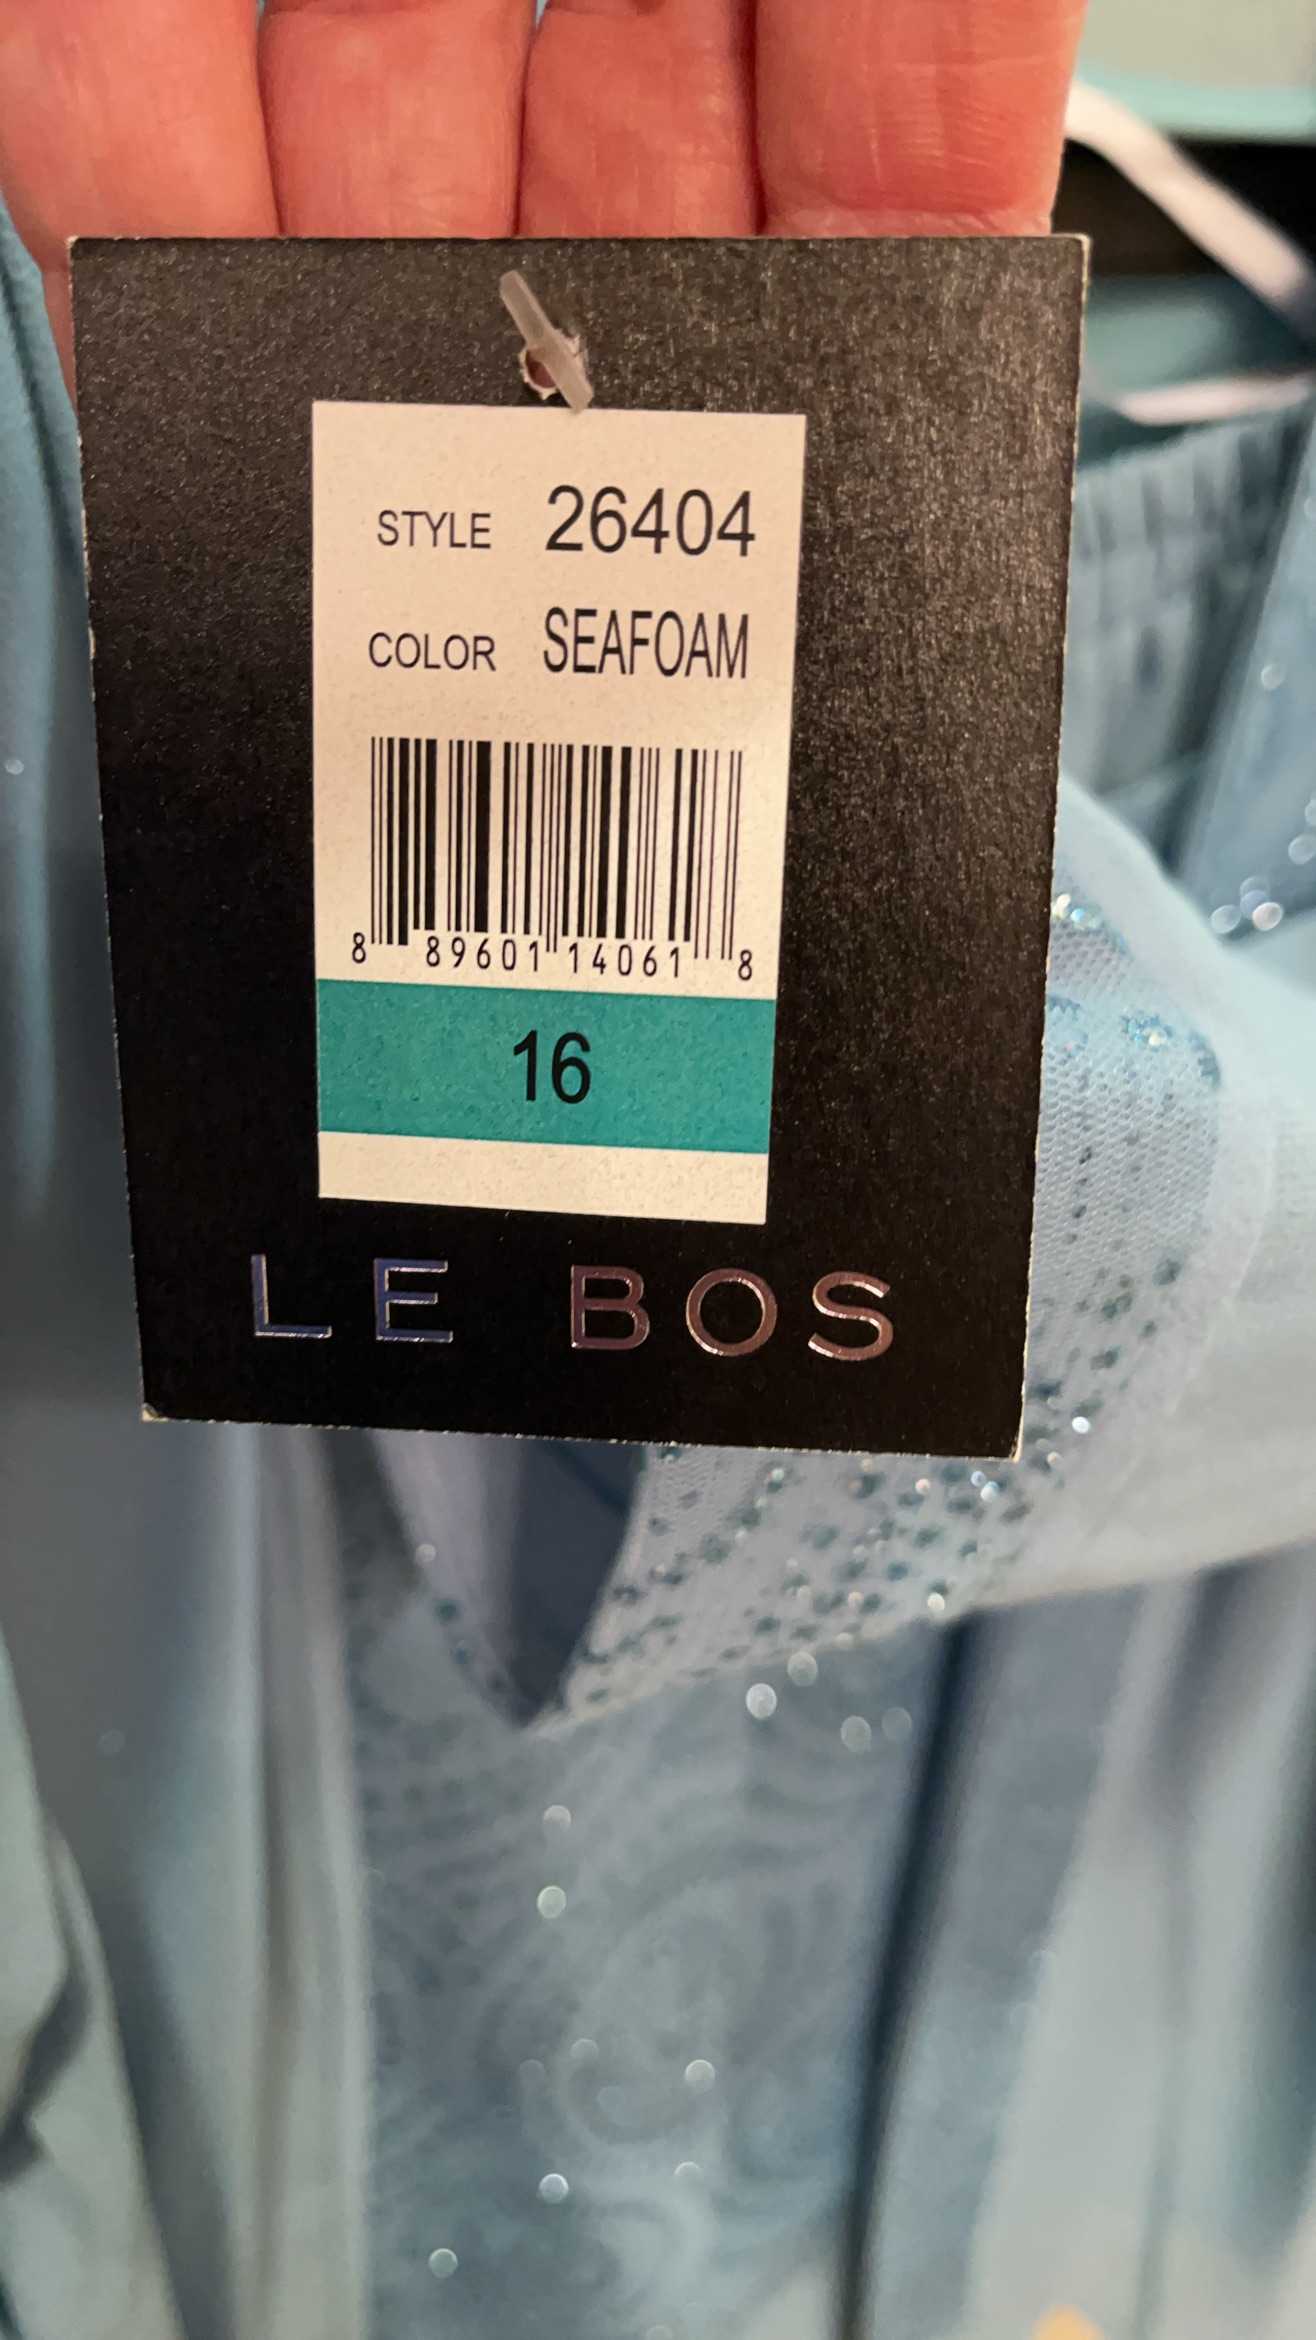 STYLE 26404
COLOR SEAFOAM
8 89601 14061 8
16
LE BOS